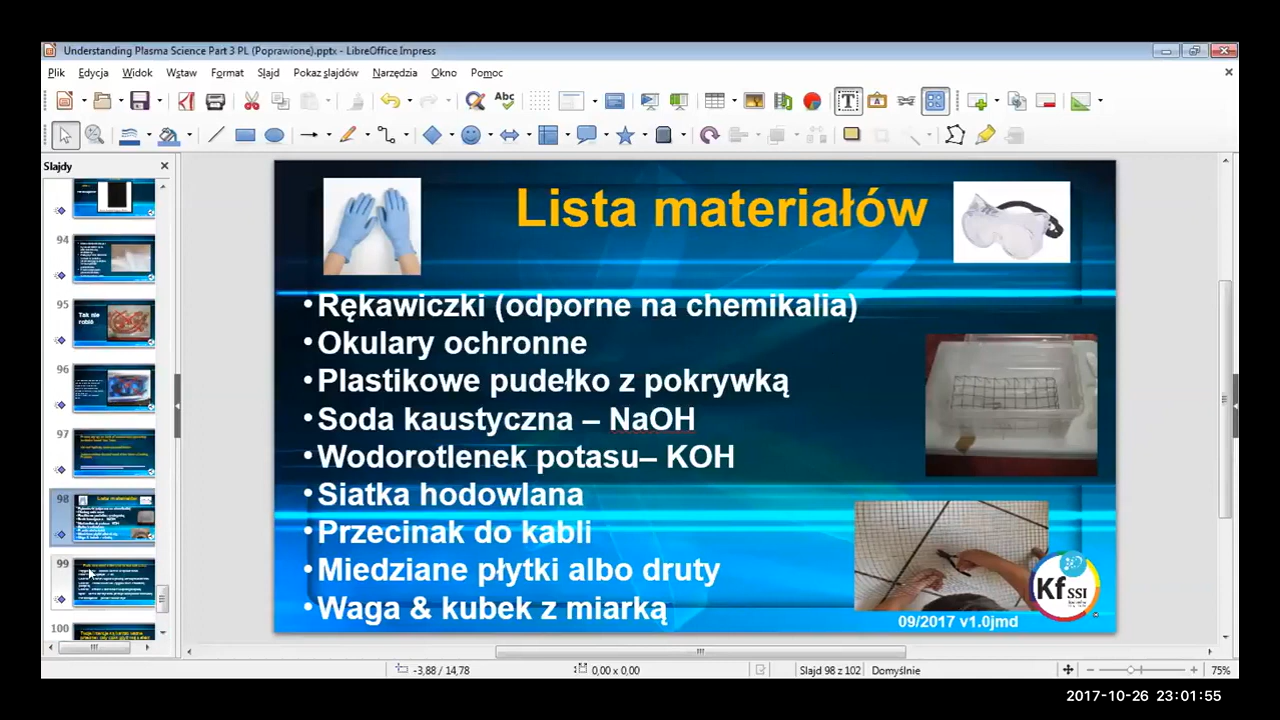 Understanding Plasma Science Part 3 PL (Poprawione).pptx - LibreOffice Impress
Plik Edycja Widok Wstaw Format Slajd Pokaz slajdów Narzędzia Okno Pomoc
Abc
Slajdy
94
95
Tak nie robić
96
97
98
99
100
Lista materiałów
•Rękawiczki (odporne na chemikalia)
•Okulary ochronne
•Plastikowe pudełko z pokrywką
•Soda kaustyczna – NaOH
•Wodorotlenek potasu– KOH
•Siatka hodowlana
•Przecinak do kabli
•Miedziane płytki albo druty
•Waga & kubek z miarką
Kf SSI
09/2017 v1.0jmd
-3,88 / 14,78 0,00 x 0,00 Slajd 98 z 102 Domyślnie 75%
2017-10-26 23:01:55